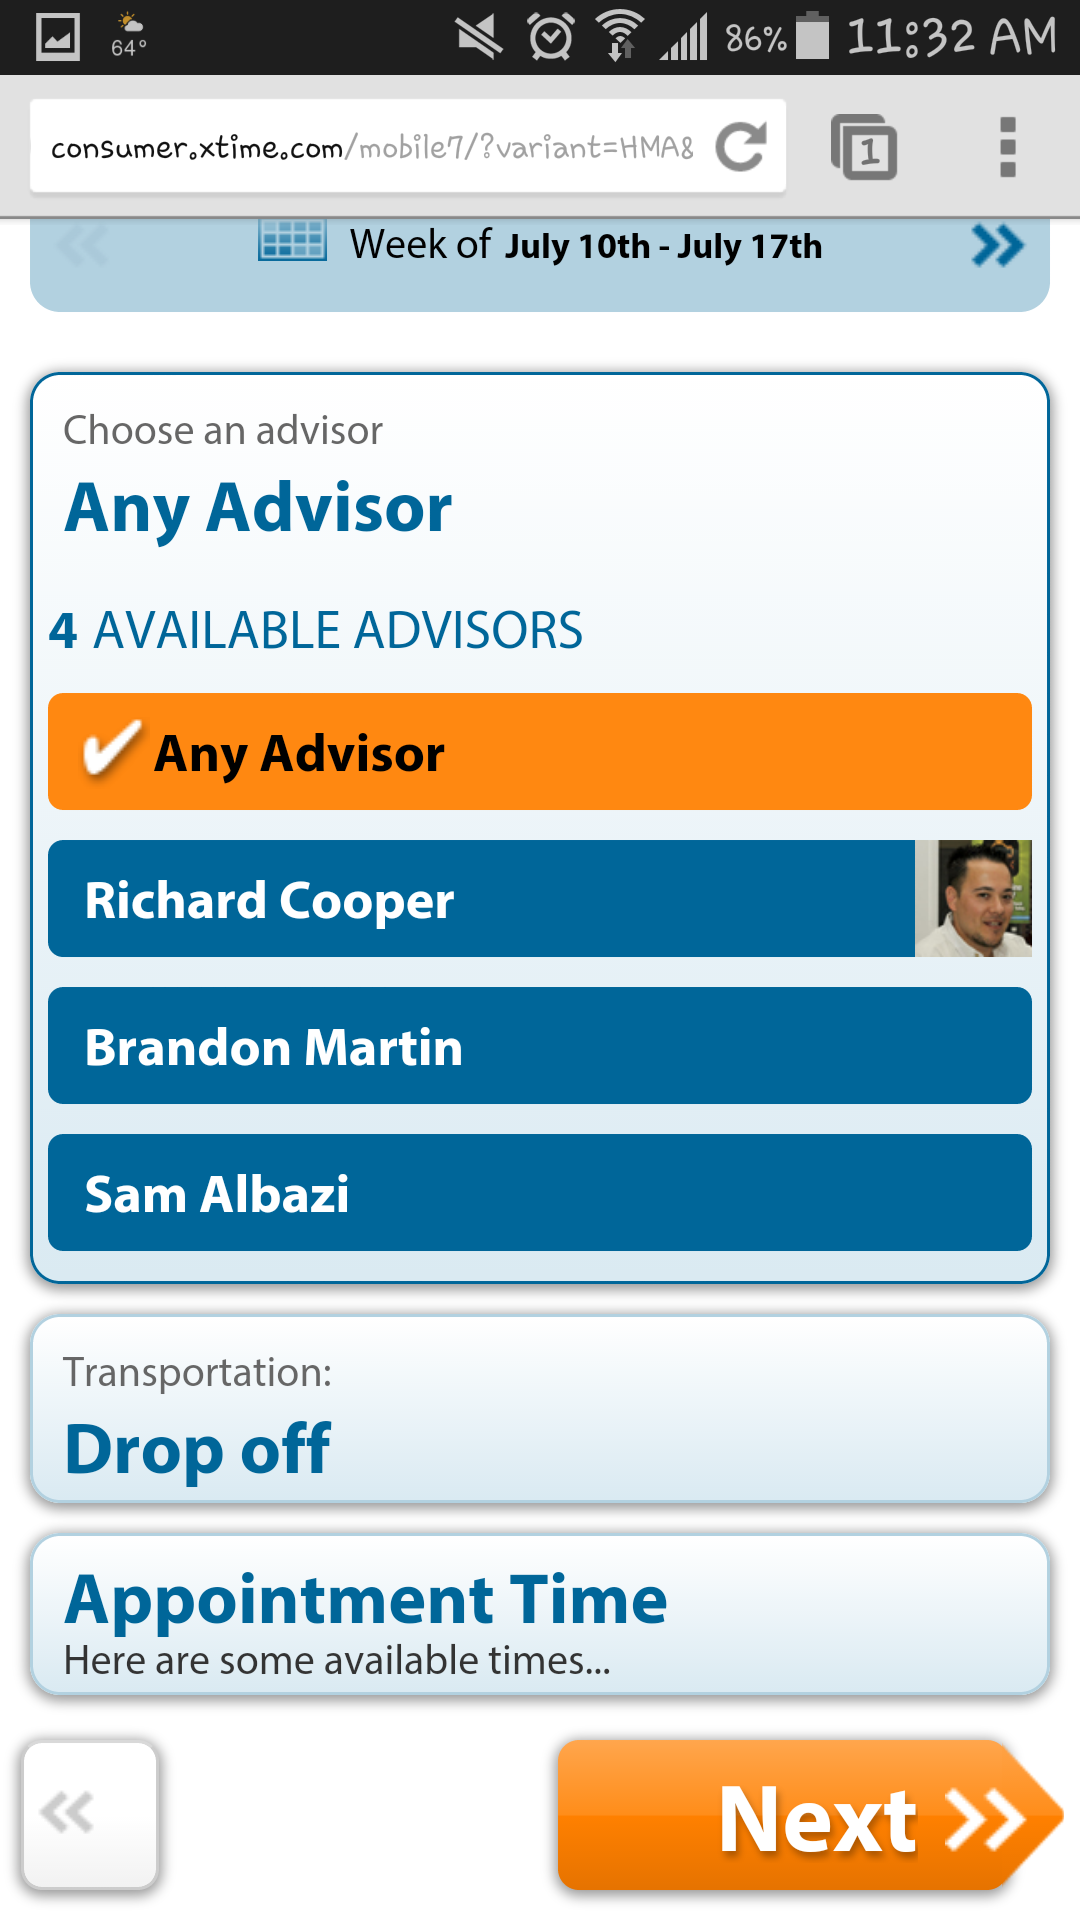 64°
86%
11:32 AM
consumer.xtime.com/mobile7/?variant=HMA&
1
Week of July 10th - July 17th
Choose an advisor
Any Advisor
4 AVAILABLE ADVISORS
Any Advisor
Richard Cooper
Brandon Martin
Sam Albazi
Transportation:
Drop off
Appointment Time
Here are some available times...
Next